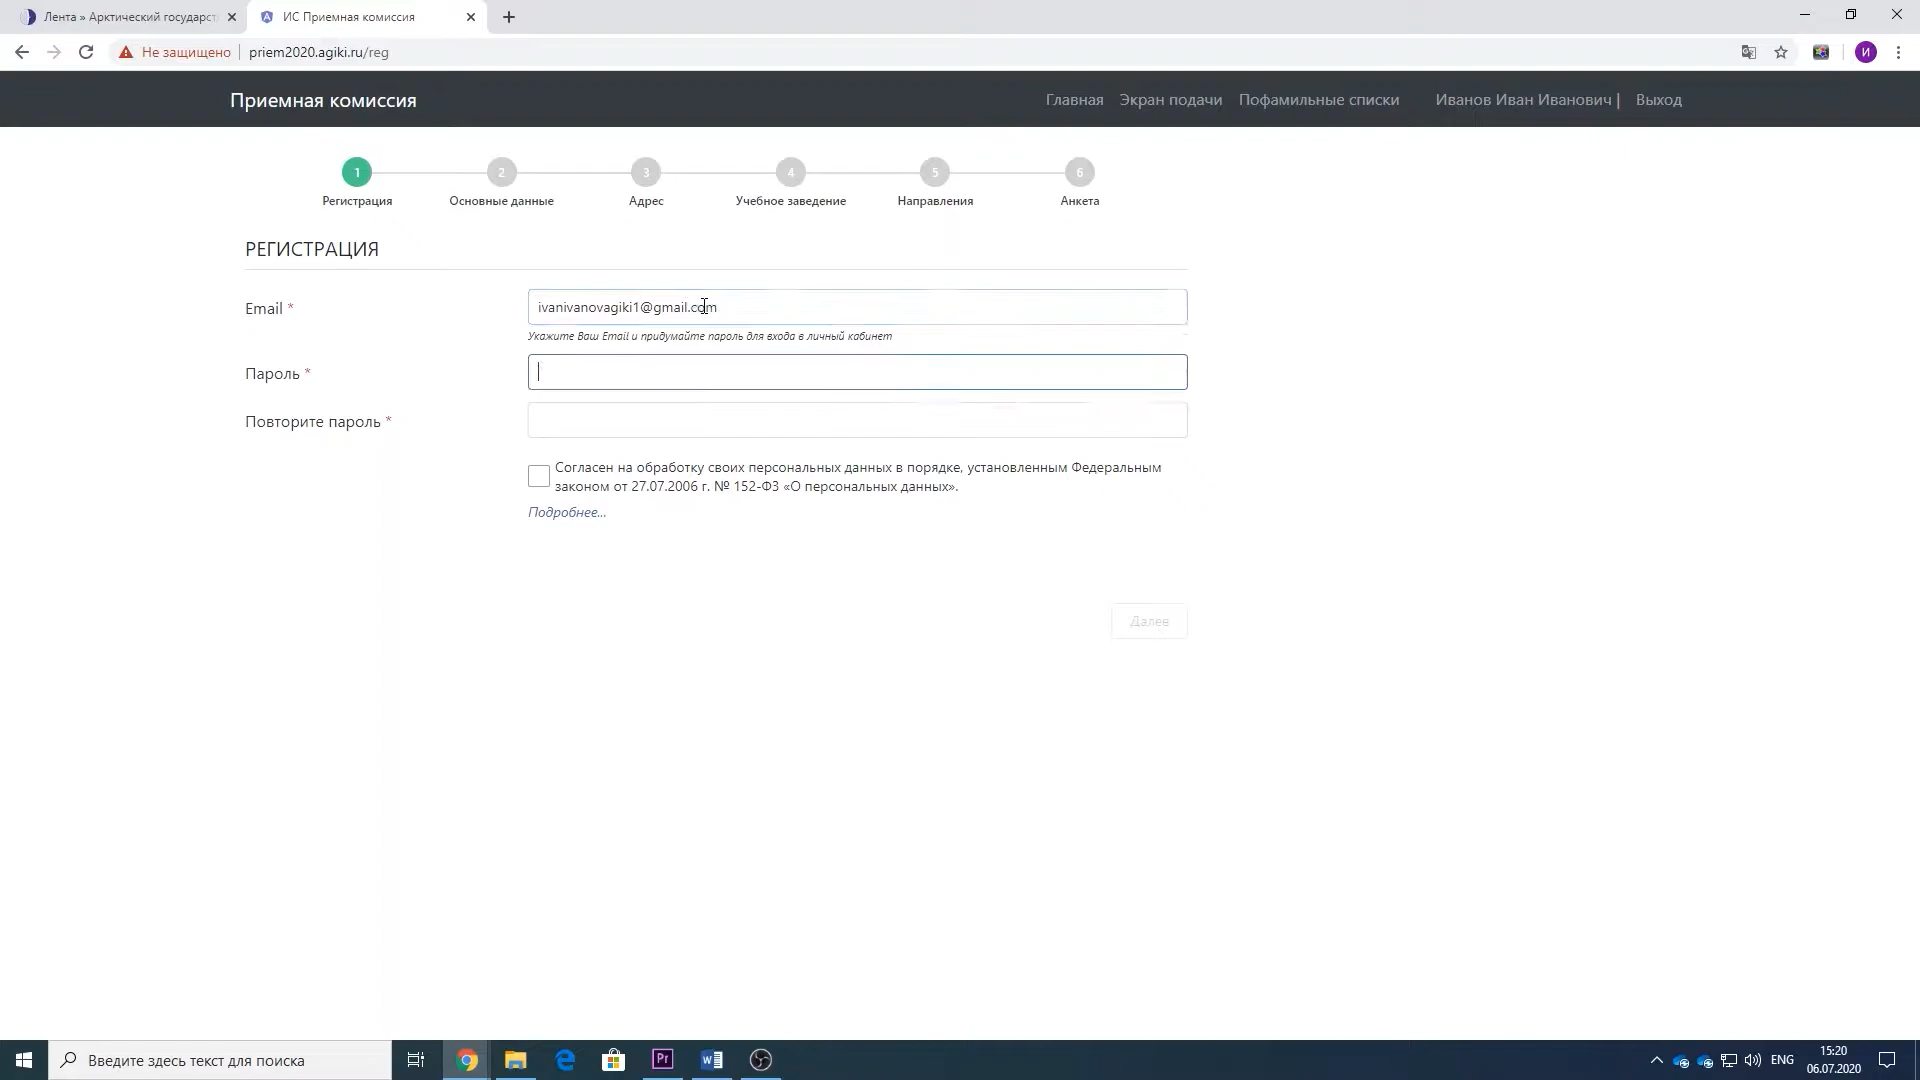 Лента » Арктический государст
ИС Приемная комиссия
Не защищено
priem2020.agiki.ru/reg
И
Приемная комиссия
Главная
Экран подачи
Пофамильные списки
Иванов Иван Иванович |
Выход
1
2
3
4
5
6
Регистрация
Основные данные
Адрес
Учебное заведение
Направления
Анкета
РЕГИСТРАЦИЯ
Email *
ivanivanovagiki1@gmail.com
Укажите Ваш Email и придумайте пароль для входа в личный кабинет
Пароль *
Повторите пароль *
Согласен на обработку своих персональных данных в порядке, установленным Федеральным
законом от 27.07.2006 г. № 152-ФЗ «О персональных данных».
Подробнее...
Далее
Введите здесь текст для поиска
Pr
W
ENG
15:20
06.07.2020